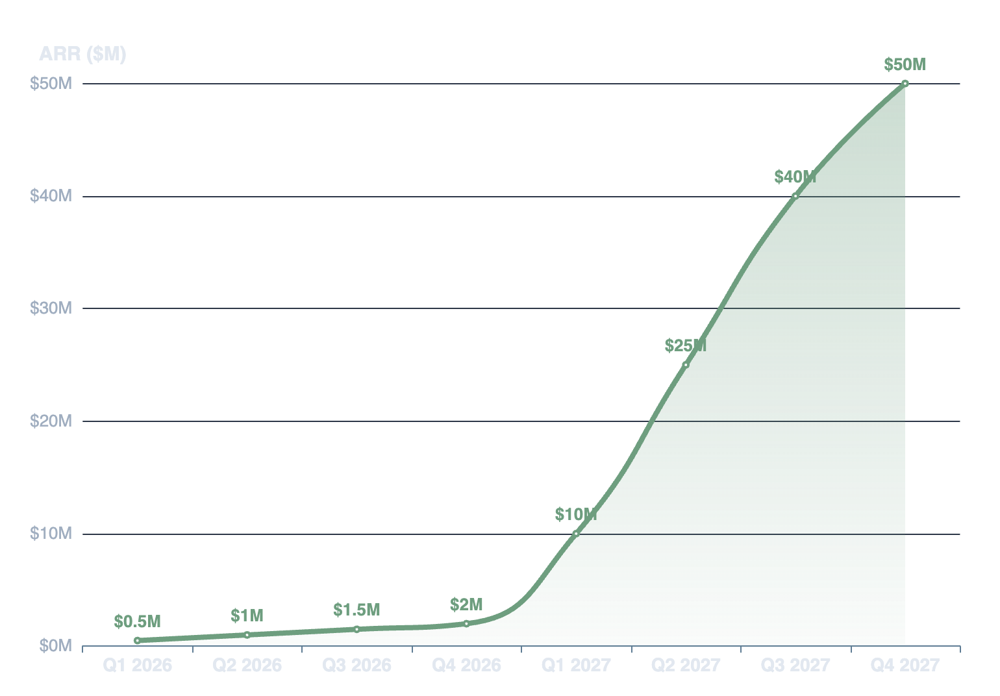 ARR ($M)
$50M
$40M
$30M
$20M
$10M
$0M
$0.5M
$1M
$1.5M
$2M
$10M
$25M
$40M
$50M
Q1 2026
Q2 2026
Q3 2026
Q4 2026
Q1 2027
Q2 2027
Q3 2027
Q4 2027